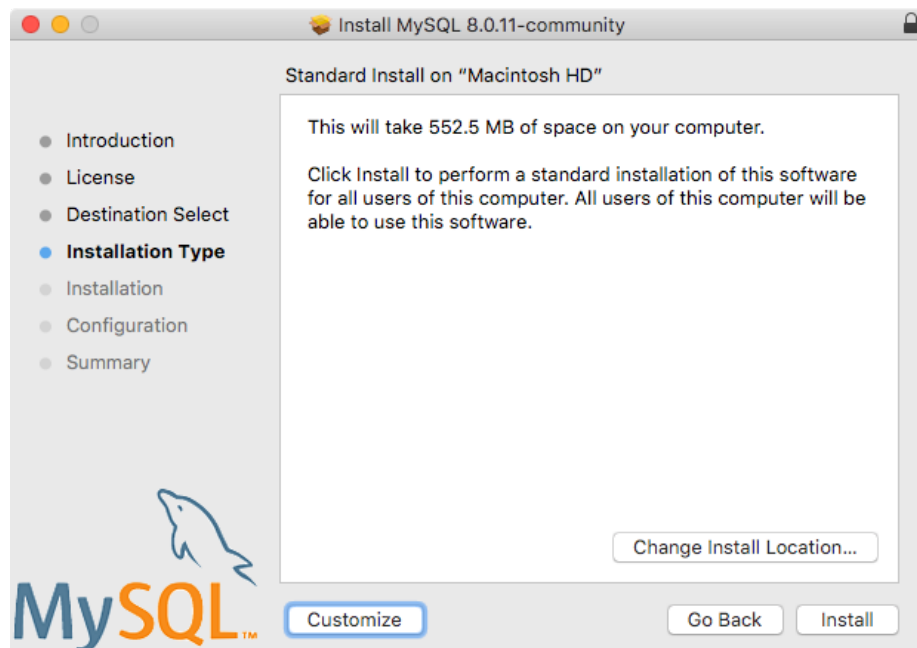 Install MySQL 8.0.11-community
Standard Install on “Macintosh HD”
Introduction
License
Destination Select
Installation Type
Installation
Configuration
Summary
This will take 552.5 MB of space on your computer.
Click Install to perform a standard installation of this software
for all users of this computer. All users of this computer will be
able to use this software.
Change Install Location...
MySQL™
Customize
Go Back
Install